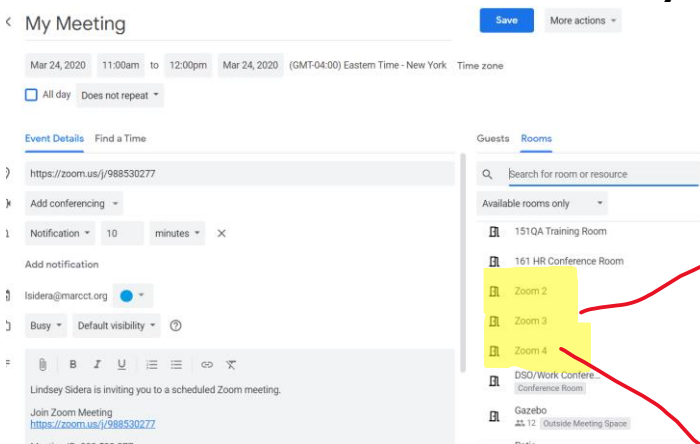 My Meeting
Save More actions
Mar 24, 2020 11:00am to 12:00pm Mar 24, 2020 (GMT-04:00) Eastern Time - New York Time zone
All day Does not repeat
Event Details Find a Time
Guests Rooms
https://zoom.us/j/988530277
Search for room or resource
Add conferencing
Available rooms only
Notification 10 minutes
151QA Training Room
Add notification
161 HR Conference Room
lsidera@marcct.org
Zoom 2
Busy Default visibility
Zoom 3
B I U
Zoom 4
Lindsey Sidera is inviting you to a scheduled Zoom meeting.
DSO/Work Confere...
Conference Room
Join Zoom Meeting
https://zoom.us/j/988530277
Gazebo
12 Outside Meeting Space